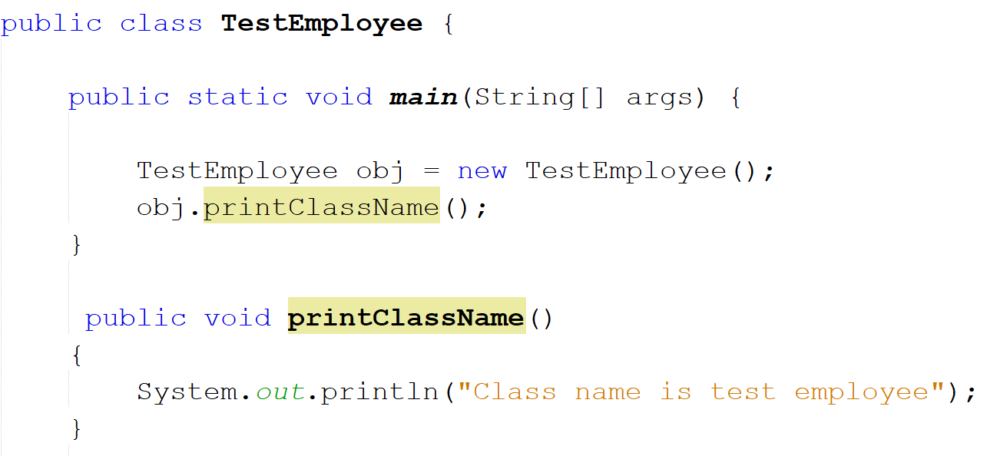 public class TestEmployee {
public static void main(String[] args) {
TestEmployee obj = new TestEmployee();
obj.printClassName();
}
public void printClassName()
{
System.out.println("Class name is test employee");
}